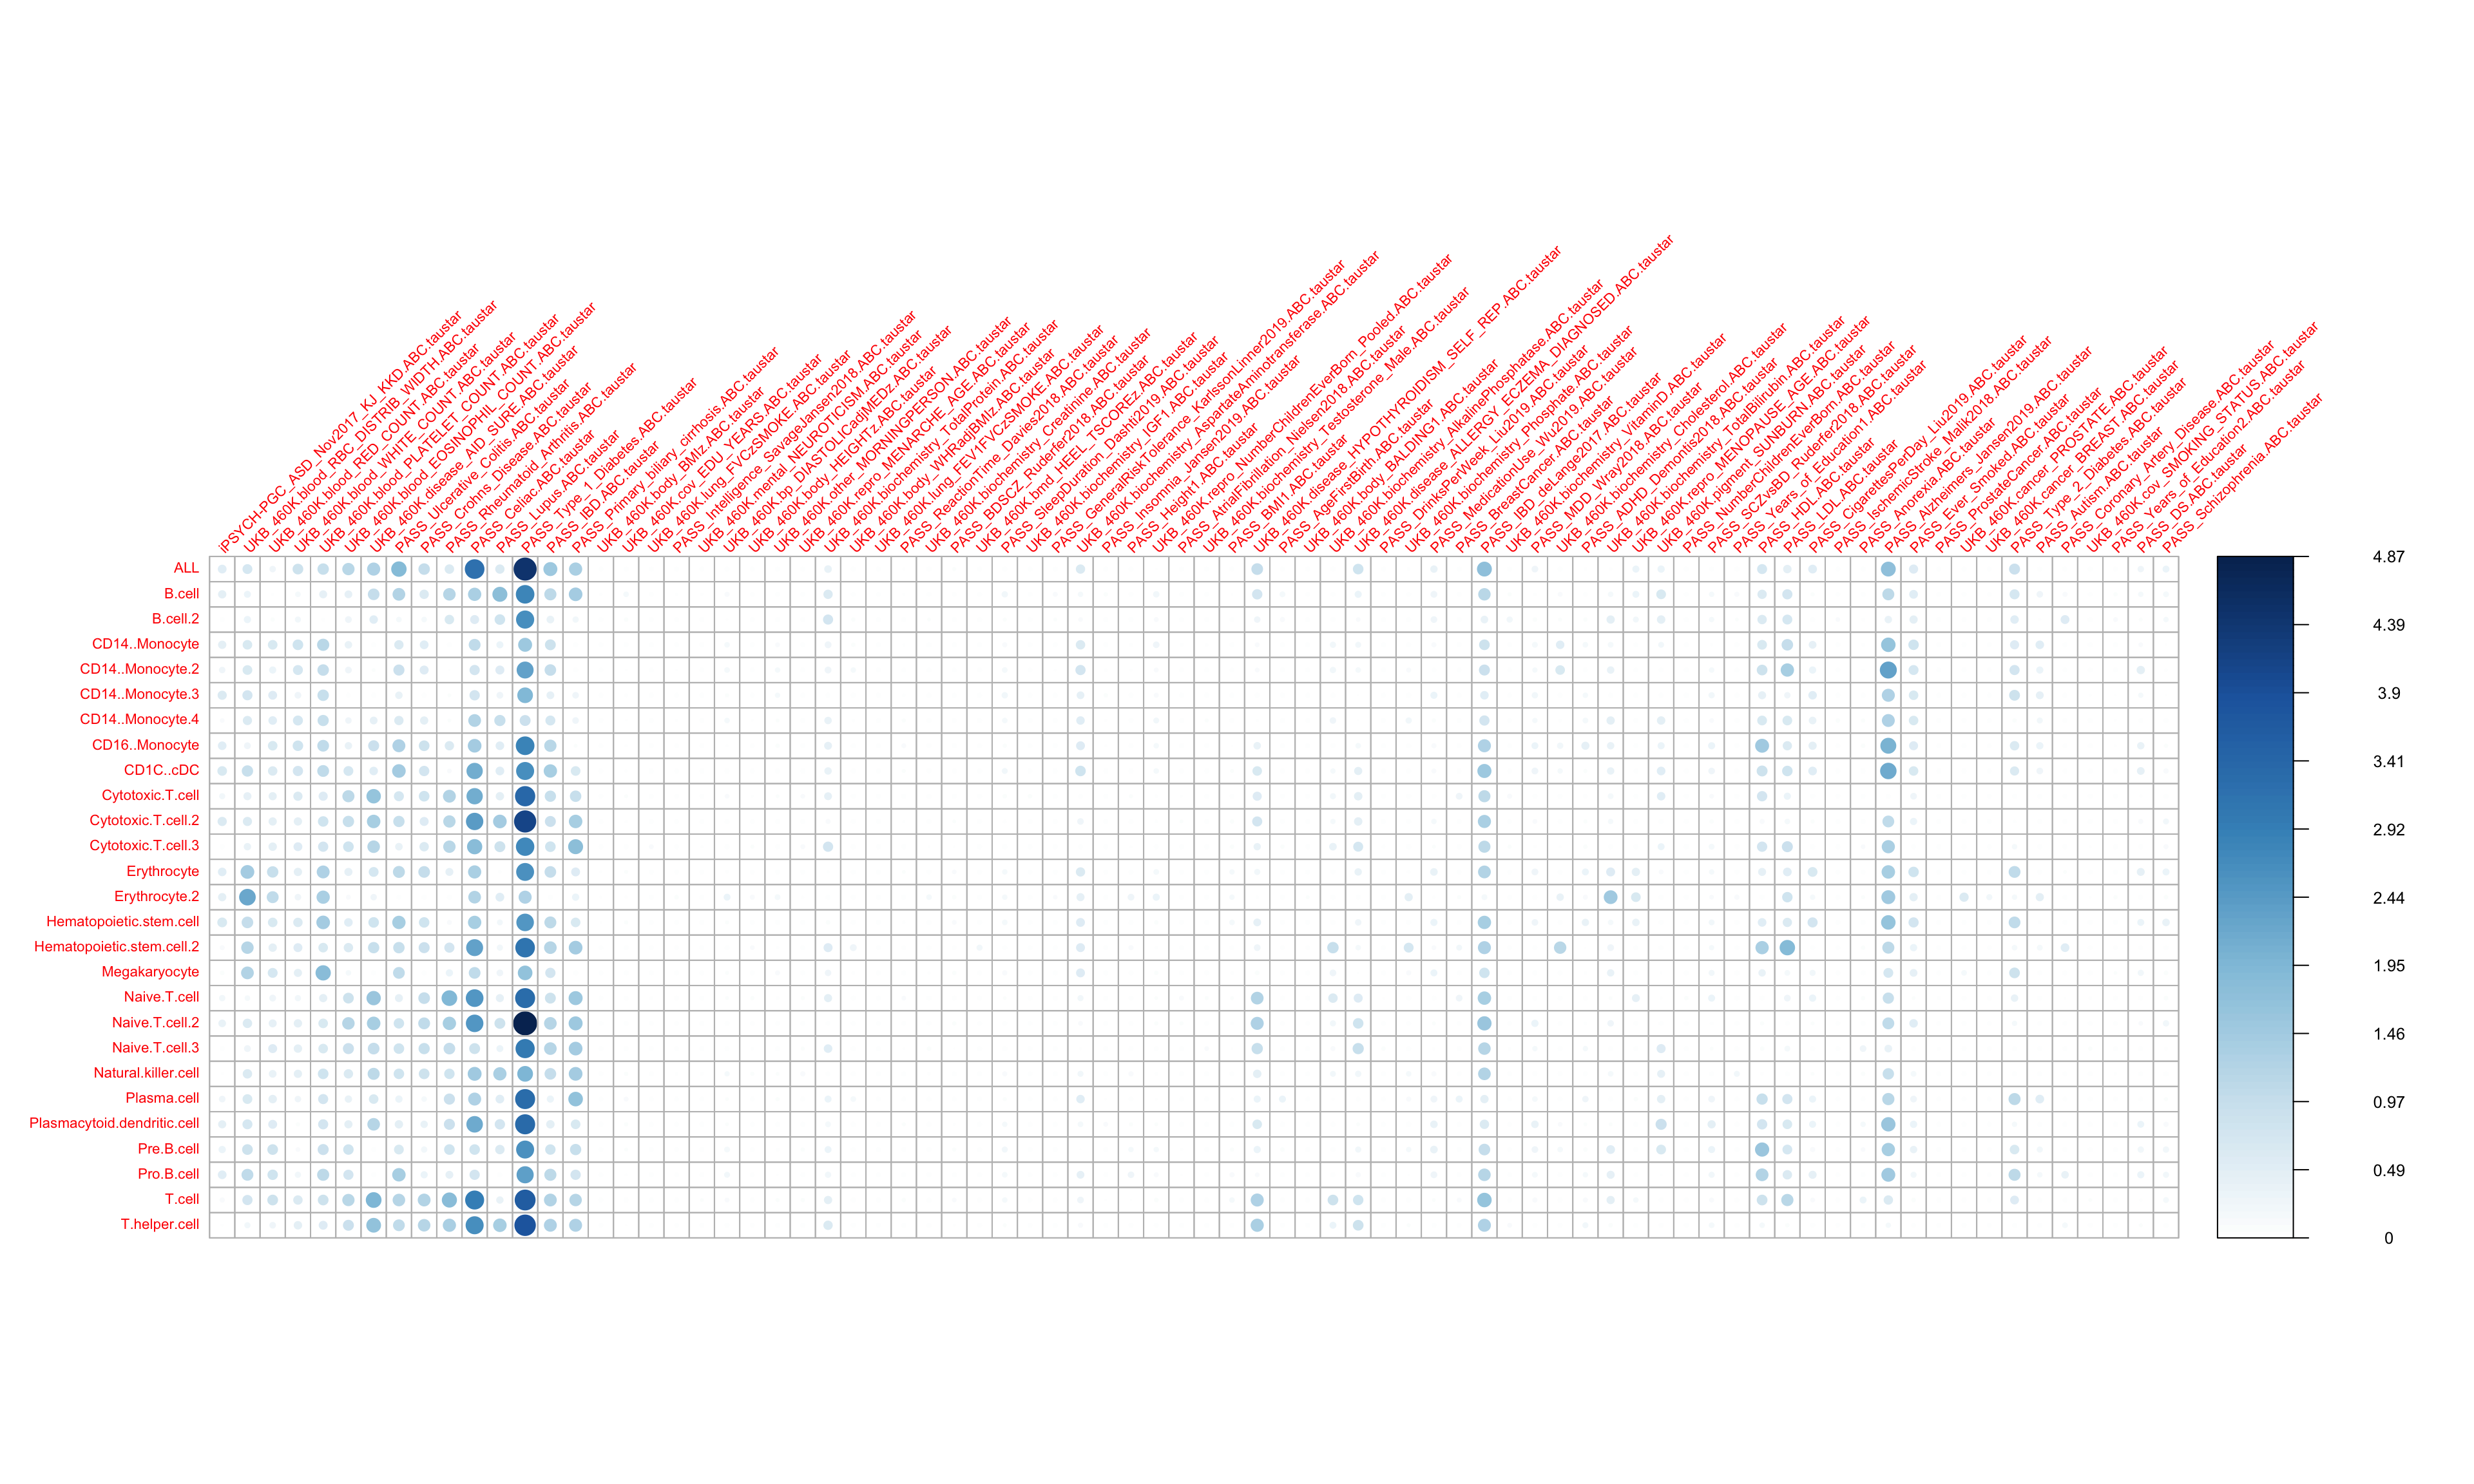 iPSYCH-PGC_ASD_Nov2017_KJ_KKD.ABC.taustar
UKB_460K.blood_RBC_DISTRIB_WIDTH.ABC.taustar
UKB_460K.blood_RED_COUNT.ABC.taustar
UKB_460K.blood_WHITE_COUNT.ABC.taustar
UKB_460K.blood_PLATELET_COUNT.ABC.taustar
UKB_460K.blood_EOSINOPHIL_COUNT.ABC.taustar
UKB_460K.disease_AID_SURE.ABC.taustar
PASS_Ulcerative_Colitis.ABC.taustar
PASS_Crohns_Disease.ABC.taustar
PASS_Rheumatoid_Arthritis.ABC.taustar
PASS_Celiac.ABC.taustar
PASS_Lupus.ABC.taustar
PASS_Type_1_Diabetes.ABC.taustar
PASS_IBD.ABC.taustar
PASS_Primary_biliary_cirrhosis.ABC.taustar
UKB_460K.body_BMIz.ABC.taustar
UKB_460K.cov_EDU_YEARS.ABC.taustar
UKB_460K.lung_FVCzSMOKE.ABC.taustar
PASS_Intelligence_SavageJansen2018.ABC.taustar
UKB_460K.mental_NEUROTICISM.ABC.taustar
UKB_460K.bp_DIASTOLICadjMEDz.ABC.taustar
UKB_460K.body_HEIGHTz.ABC.taustar
UKB_460K.other_MORNINGPERSON.ABC.taustar
UKB_460K.repro_MENARCHE_AGE.ABC.taustar
UKB_460K.biochemistry_TotalProtein.ABC.taustar
UKB_460K.body_WHRadjBMIz.ABC.taustar
UKB_460K.lung_FEV1FVCzSMOKE.ABC.taustar
PASS_ReactionTime_Davies2018.ABC.taustar
UKB_460K.biochemistry_Creatinine.ABC.taustar
PASS_BDSCZ_Ruderfer2018.ABC.taustar
UKB_460K.bmd_HEEL_TSCOREz.ABC.taustar
PASS_SleepDuration_Dashti2019.ABC.taustar
UKB_460K.biochemistry_IGF1.ABC.taustar
PASS_GeneralRiskTolerance_KarlssonLinner2019.ABC.taustar
UKB_460K.biochemistry_AspartateAminotransferase.ABC.taustar
PASS_Insomnia_Jansen2019.ABC.taustar
PASS_Height1.ABC.taustar
UKB_460K.repro_NumberChildrenEverBorn_Pooled.ABC.taustar
PASS_AtrialFibrillation_Nielsen2018.ABC.taustar
UKB_460K.biochemistry_Testosterone_Male.ABC.taustar
PASS_BMI1.ABC.taustar
UKB_460K.disease_HYPOTHYROIDISM_SELF_REP.ABC.taustar
PASS_AgeFirstBirth.ABC.taustar
UKB_460K.body_BALDING1.ABC.taustar
UKB_460K.biochemistry_AlkalinePhosphatase.ABC.taustar
UKB_460K.disease_ALLERGY_ECZEMA_DIAGNOSED.ABC.taustar
PASS_DrinksPerWeek_Liu2019.ABC.taustar
UKB_460K.biochemistry_Phosphate.ABC.taustar
PASS_MedicationUse_Wu2019.ABC.taustar
PASS_BreastCancer.ABC.taustar
PASS_IBD_deLange2017.ABC.taustar
UKB_460K.biochemistry_VitaminD.ABC.taustar
PASS_MDD_Wray2018.ABC.taustar
UKB_460K.biochemistry_Cholesterol.ABC.taustar
PASS_ADHD_Demontis2018.ABC.taustar
UKB_460K.biochemistry_TotalBilirubin.ABC.taustar
UKB_460K.repro_MENOPAUSE_AGE.ABC.taustar
UKB_460K.pigment_SUNBURN.ABC.taustar
PASS_NumberChildrenEverBorn.ABC.taustar
PASS_SCZvsBD_Ruderfer2018.ABC.taustar
PASS_Years_of_Education1.ABC.taustar
PASS_HDL.ABC.taustar
PASS_LDL.ABC.taustar
PASS_CigarettesPerDay_Liu2019.ABC.taustar
PASS_IschemicStroke_Malik2018.ABC.taustar
PASS_Anorexia.ABC.taustar
PASS_Alzheimers_Jansen2019.ABC.taustar
PASS_Ever_Smoked.ABC.taustar
PASS_ProstateCancer.ABC.taustar
UKB_460K.cancer_PROSTATE.ABC.taustar
UKB_460K.cancer_BREAST.ABC.taustar
PASS_Type_2_Diabetes.ABC.taustar
PASS_Autism.ABC.taustar
PASS_Coronary_Artery_Disease.ABC.taustar
UKB_460K.cov_SMOKING_STATUS.ABC.taustar
PASS_Years_of_Education2.ABC.taustar
PASS_DS.ABC.taustar
PASS_Schizophrenia.ABC.taustar
ALL
B.cell
B.cell.2
CD14..Monocyte
CD14..Monocyte.2
CD14..Monocyte.3
CD14..Monocyte.4
CD16..Monocyte
CD1C..cDC
Cytotoxic.T.cell
Cytotoxic.T.cell.2
Cytotoxic.T.cell.3
Erythrocyte
Erythrocyte.2
Hematopoietic.stem.cell
Hematopoietic.stem.cell.2
Megakaryocyte
Naive.T.cell
Naive.T.cell.2
Naive.T.cell.3
Natural.killer.cell
Plasma.cell
Plasmacytoid.dendritic.cell
Pre.B.cell
Pro.B.cell
T.cell
T.helper.cell
4.87
4.39
3.9
3.41
2.92
2.44
1.95
1.46
0.97
0.49
0